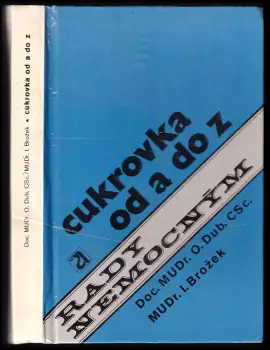 Doc. MUDr. O. Dub, CSc./MUDr. I. Brožek • cukrovka od a do z
cukrovka
od a do z
RADY
NEMOCNÝM
Doc. MUDr. O. Dub, CSc.
MUDr. I. Brožek